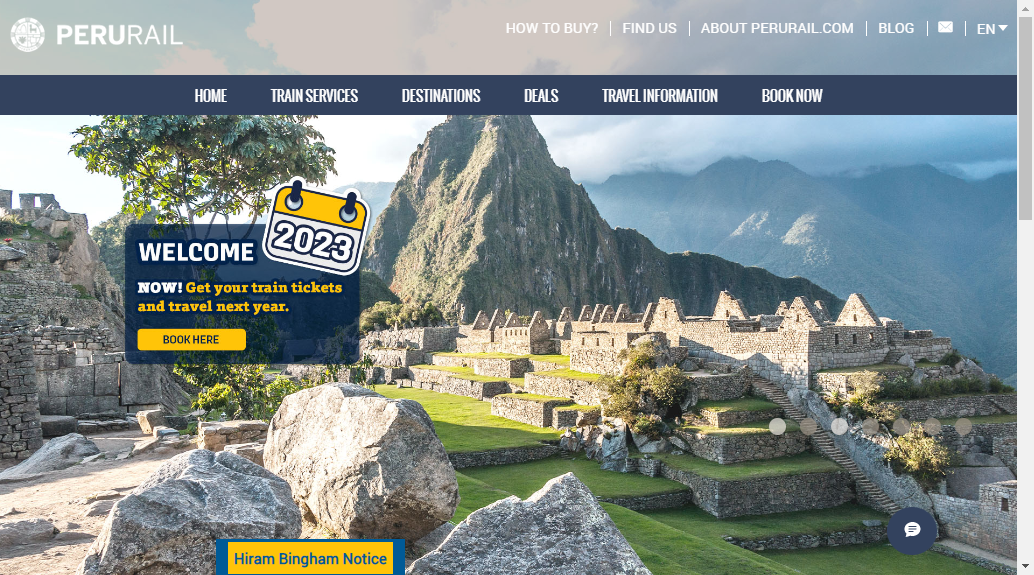 PERURAIL
HOW TO BUY?
FIND US
ABOUT PERURAIL.COM
BLOG
EN
HOME
TRAIN SERVICES
DESTINATIONS
DEALS
TRAVEL INFORMATION
BOOK NOW
2023
WELCOME
NOW! Get your train tickets
and travel next year.
BOOK HERE
Hiram Bingham Notice